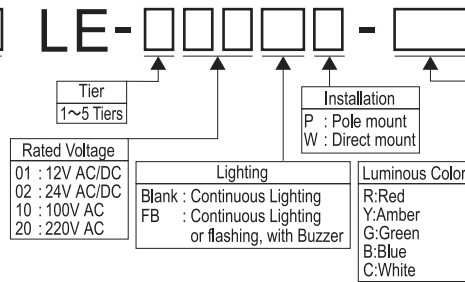 LE- -
Tier
1~5 Tiers
Installation
P : Pole mount
W : Direct mount
Rated Voltage
01 : 12V AC/DC
02 : 24V AC/DC
10 : 100V AC
20 : 220V AC
Lighting
Blank : Continuous Lighting
FB : Continuous Lighting
or flashing, with Buzzer
Luminous Color
R:Red
Y:Amber
G:Green
B:Blue
C:White